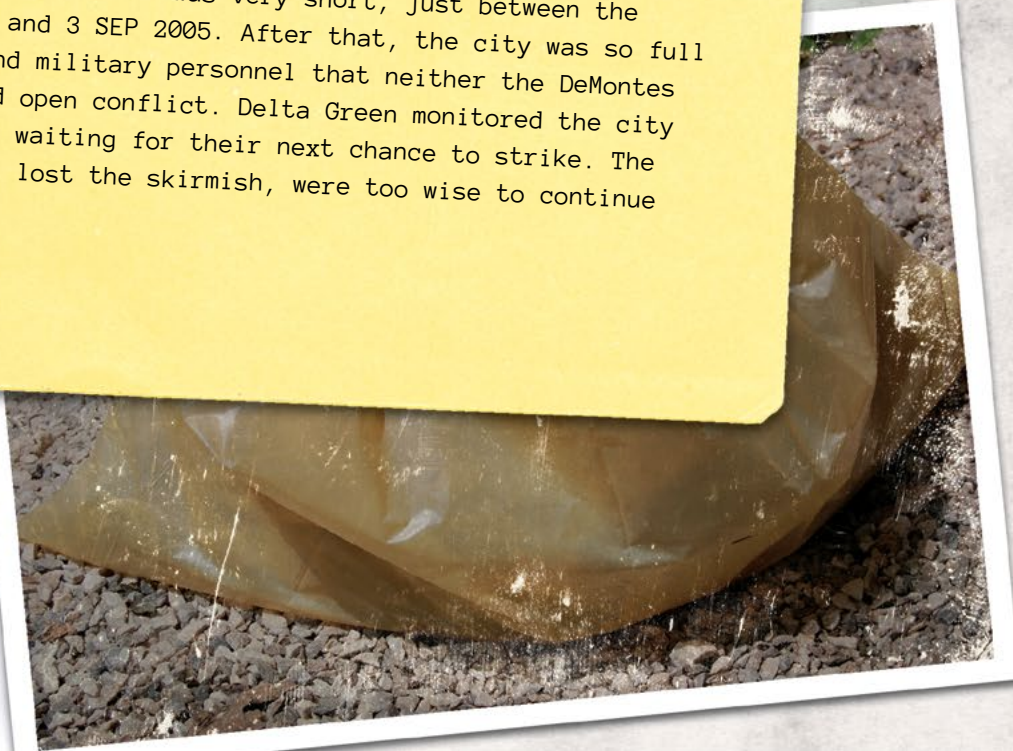 very short, just between the
and 3 SEP 2005. After that, the city was so full
military personnel that neither the DeMontes
open conflict. Delta Green monitored the city
waiting for their next chance to strike. The
lost the skirmish, were too wise to continue